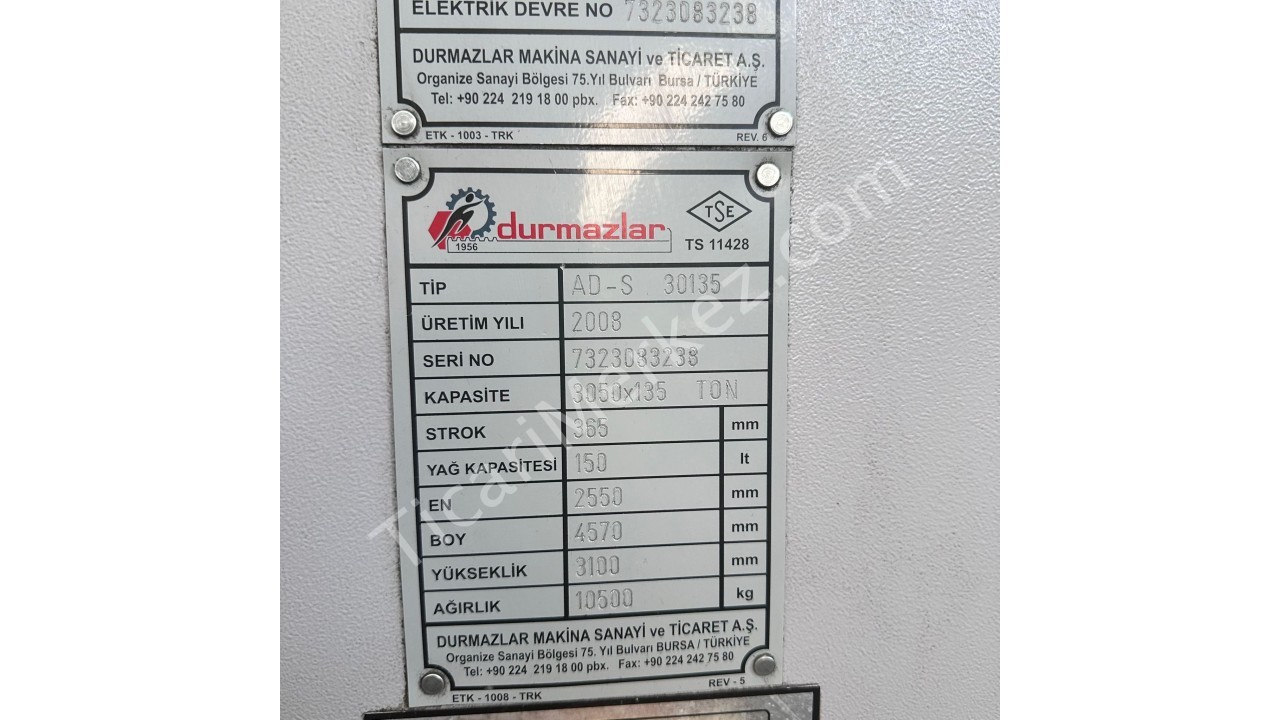 ELEKTRİK DEVRE NO 7323083238
DURMAZLAR MAKİNA SANAYİ ve TİCARET A.Ş.
Organize Sanayi Bölgesi 75.Yıl Bulvarı Bursa / TÜRKİYE
Tel: +90 224 219 18 00 pbx. Fax: +90 224 242 75 80
ETK - 1003 - TRK REV. 6
TSE
durmazlar
1956
TS 11428
TİP AD-S 30135
ÜRETİM YILI 2008
SERİ NO 7323083238
KAPASİTE 3050x135 TON
STROK 365 mm
YAĞ KAPASİTESİ 150 lt
EN 2550 mm
BOY 4570 mm
YÜKSEKLİK 3100 mm
AĞIRLIK 10500 kg
DURMAZLAR MAKİNA SANAYİ ve TİCARET A.Ş.
Organize Sanayi Bölgesi 75. Yıl Bulvarı BURSA / TÜRKİYE
Tel: +90 224 219 18 00 pbx. Fax: +90 224 242 75 80
ETK - 1008 - TRK REV - 5
TicariMerkez.com